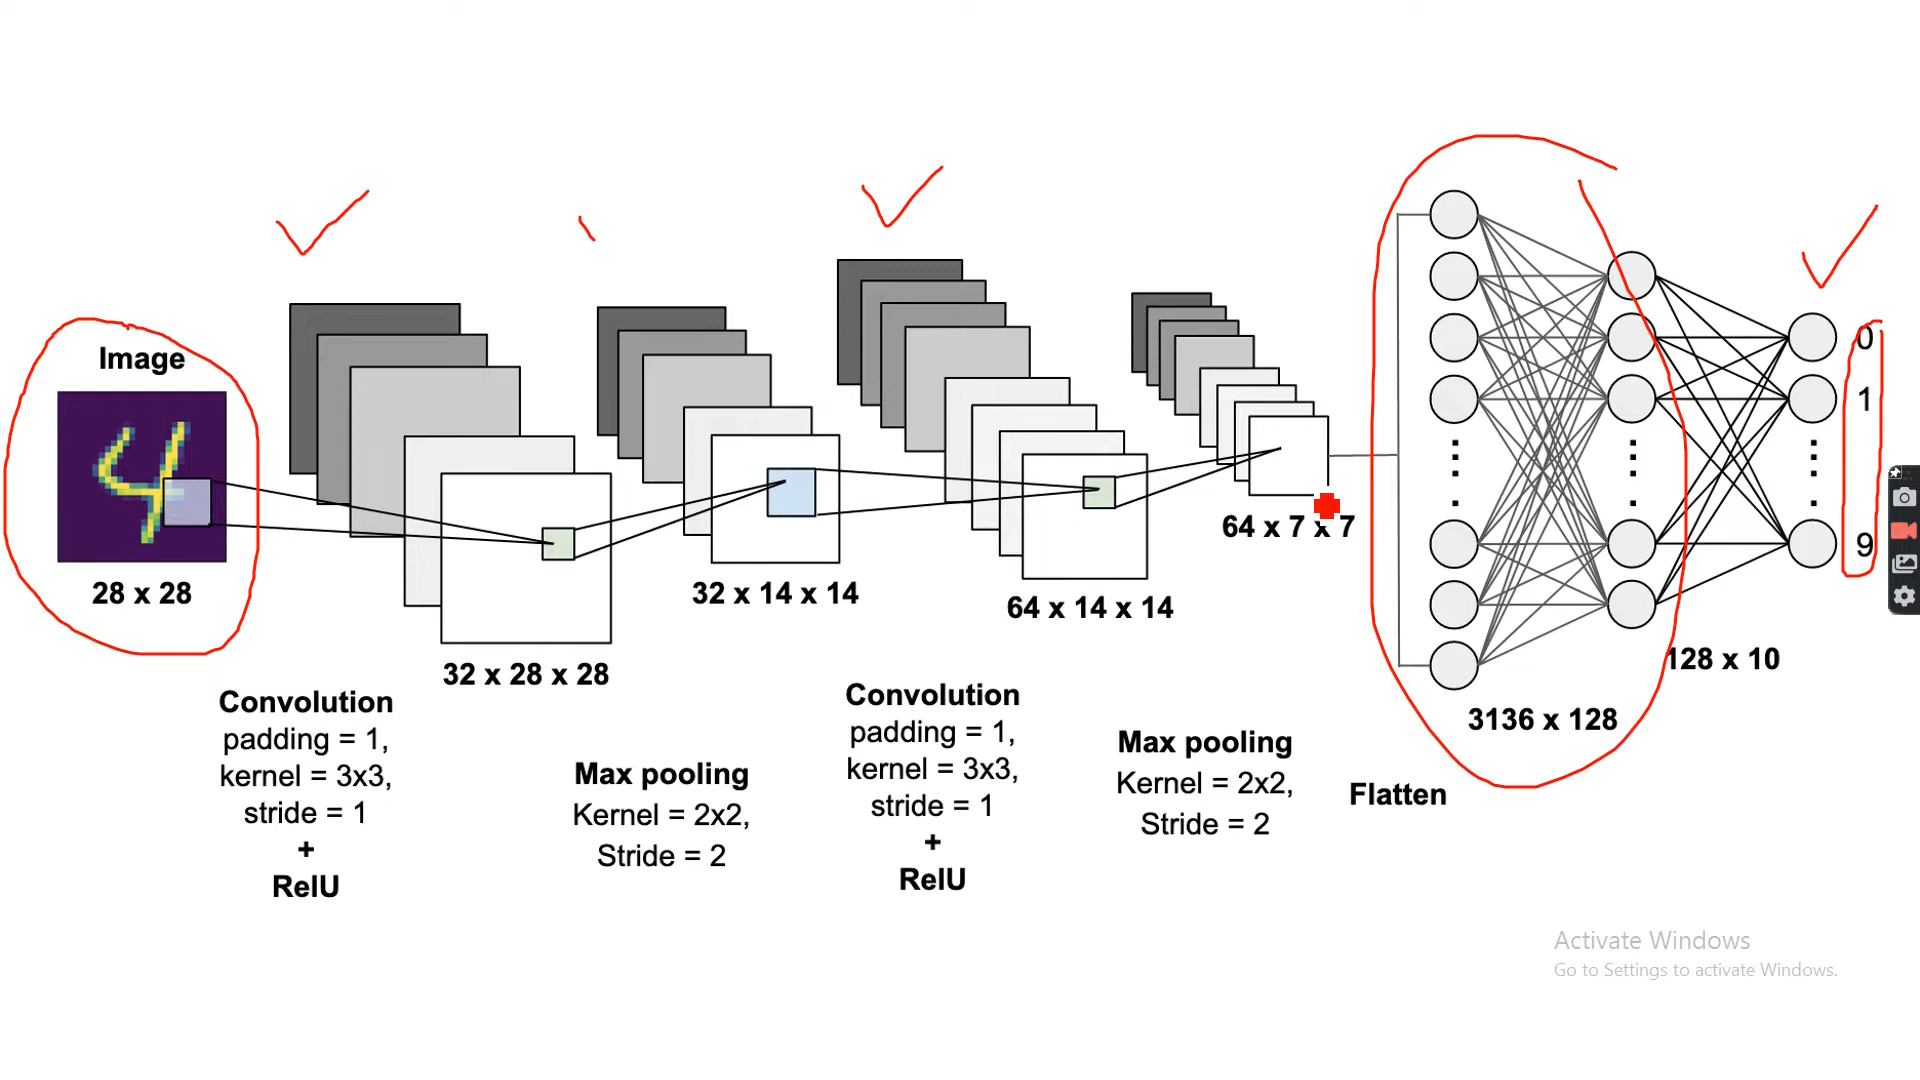 Image
28 x 28
32 x 28 x 28
Convolution
padding = 1,
kernel = 3x3,
stride = 1
+
RelU
32 x 14 x 14
Max pooling
Kernel = 2x2,
Stride = 2
64 x 14 x 14
Convolution
padding = 1,
kernel = 3x3,
stride = 1
+
RelU
64 x 7 x 7
Max pooling
Kernel = 2x2,
Stride = 2
Flatten
3136 x 128
128 x 10
0
1
9
4
Activate Windows
Go to Settings to activate Windows.